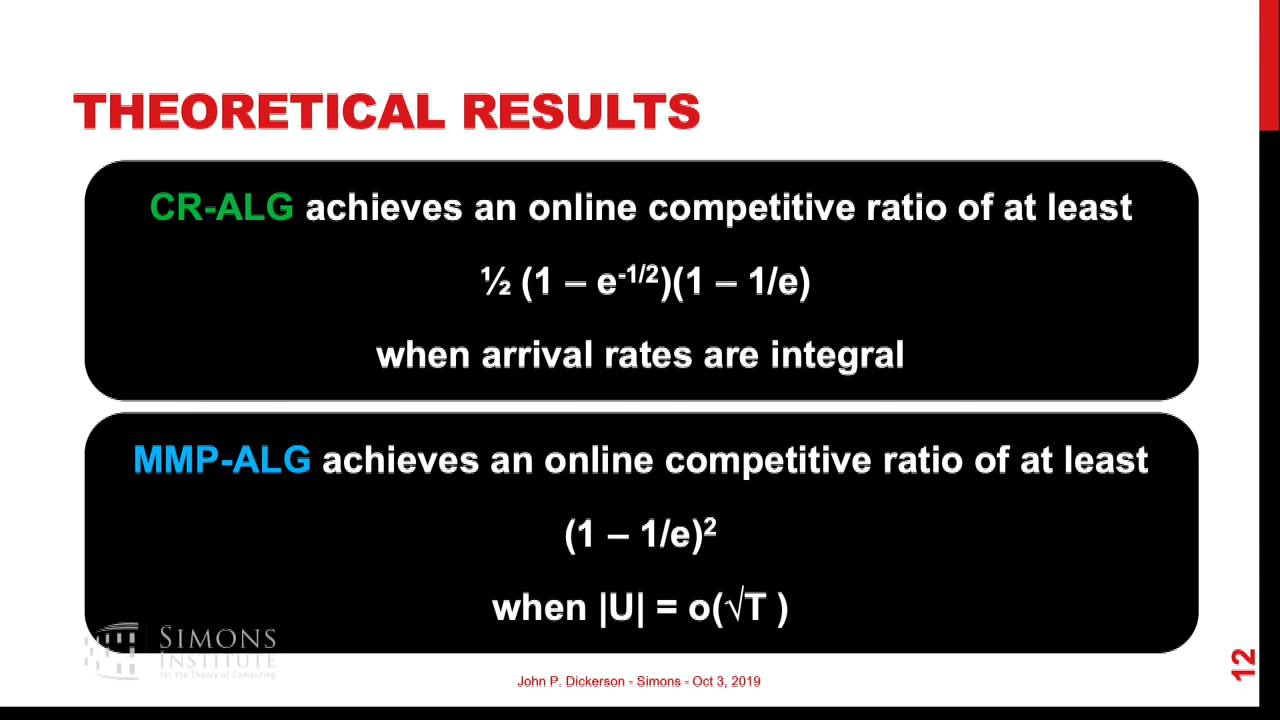 THEORETICAL RESULTS
CR-ALG achieves an online competitive ratio of at least
½ (1 – e^-1/2)(1 – 1/e)
when arrival rates are integral
MMP-ALG achieves an online competitive ratio of at least
(1 – 1/e)²
when |U| = o(√T )
SIMONS
INSTITUTE
for the Theory of Computing
John P. Dickerson - Simons - Oct 3, 2019
12